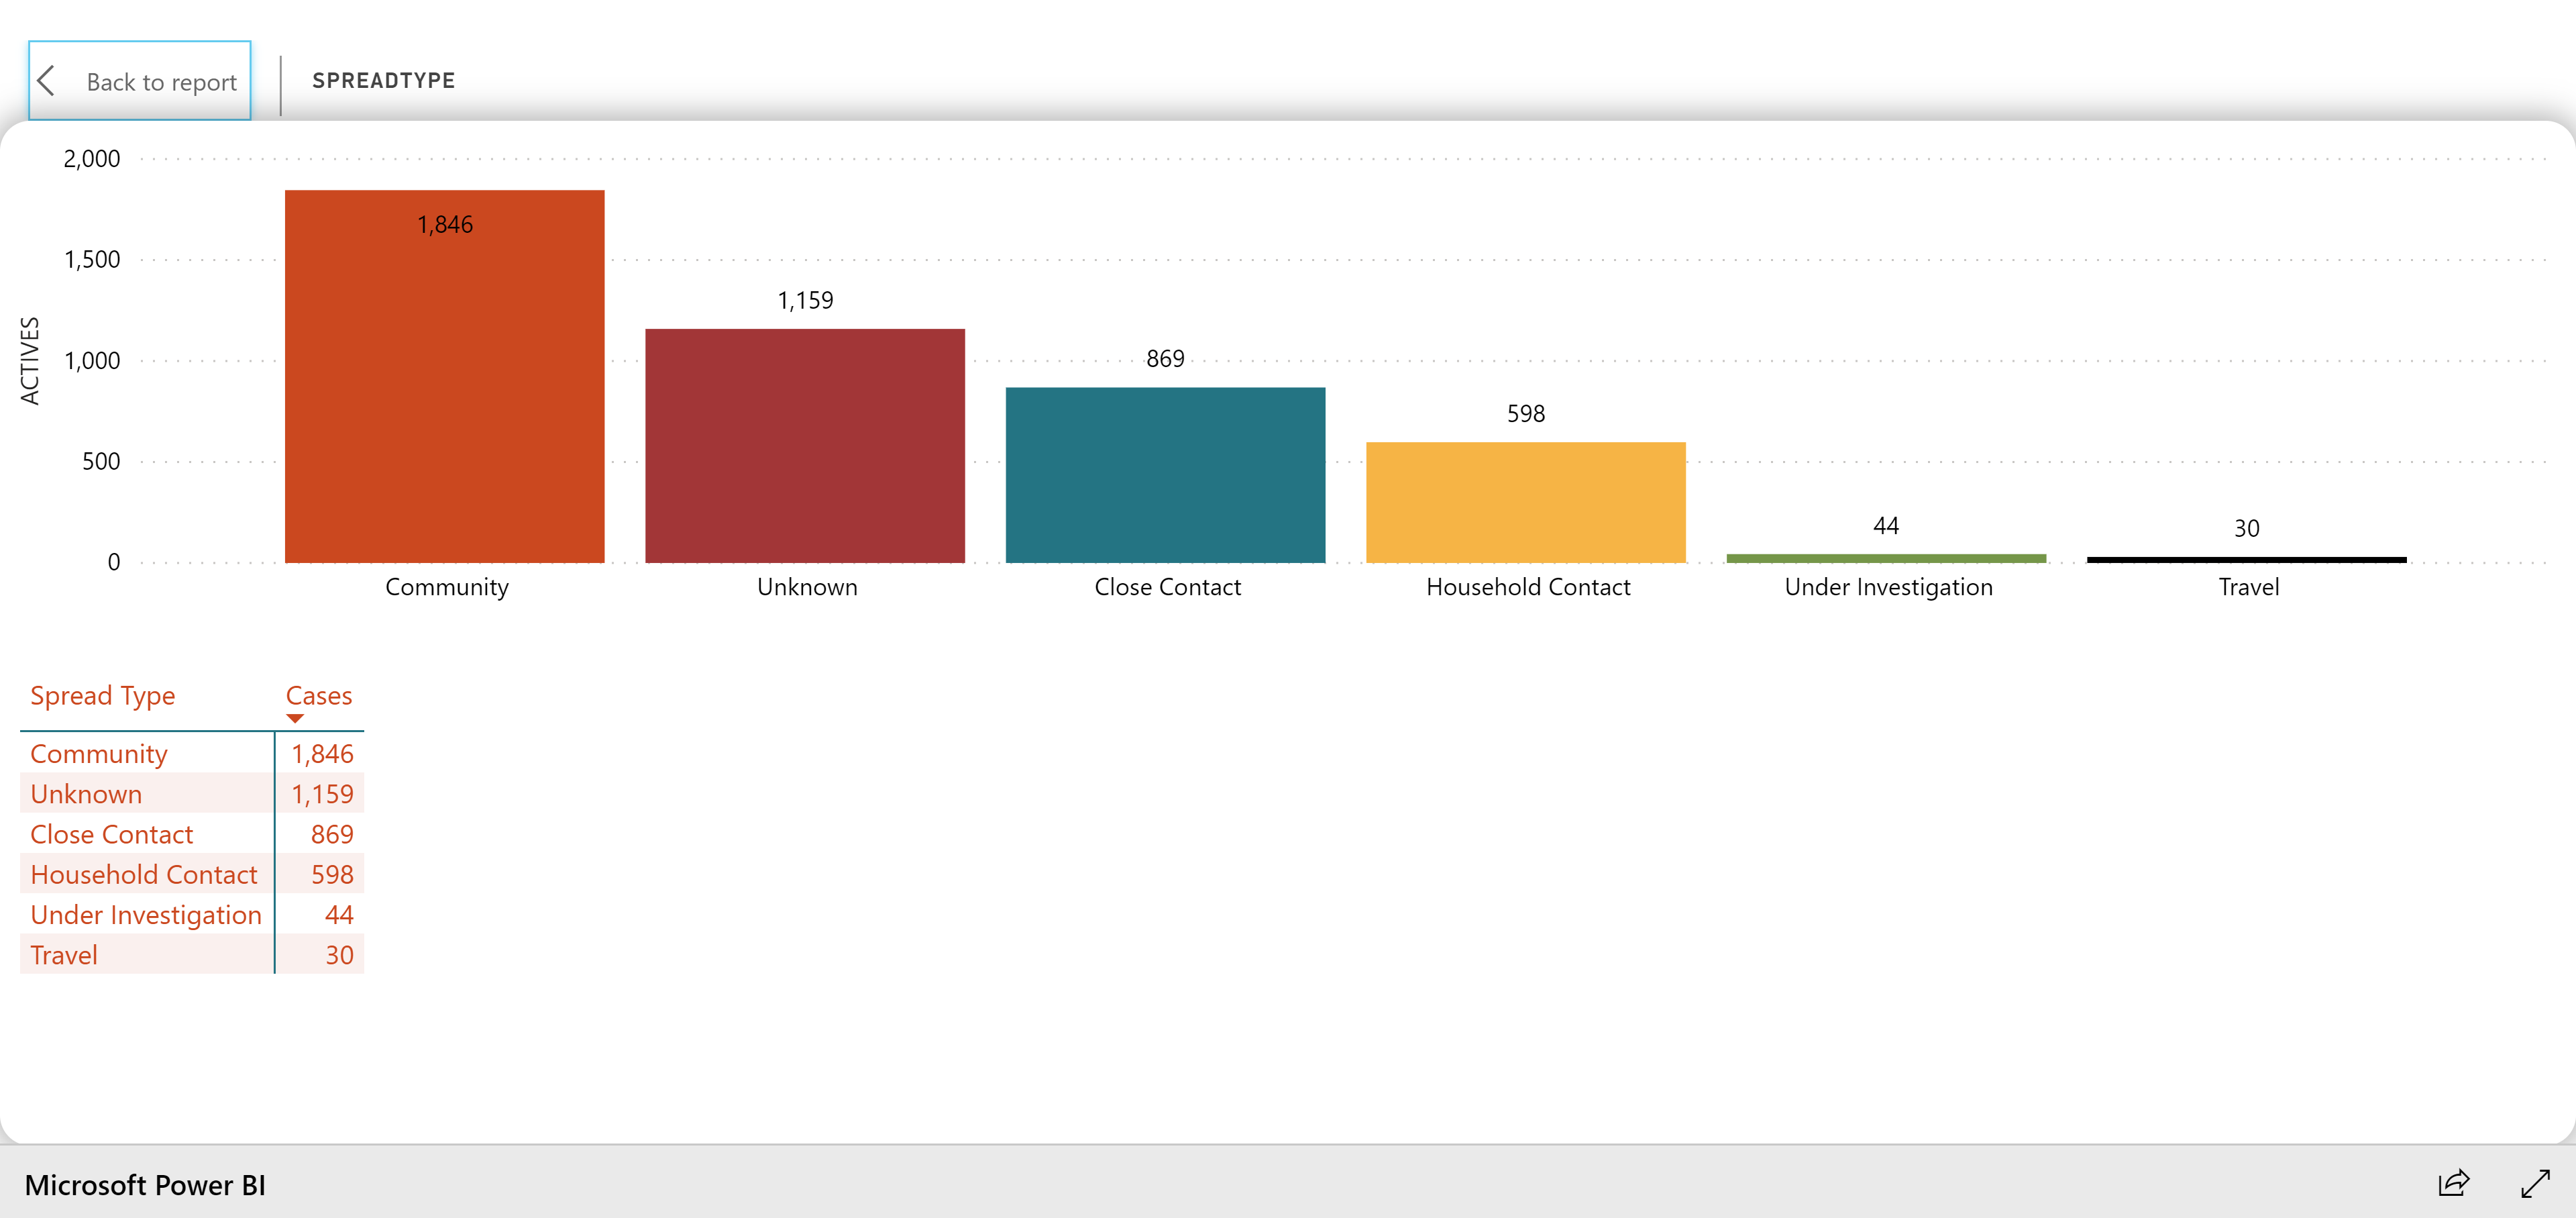 Back to report
SPREADTYPE
2,000
1,500
1,000
500
0
ACTIVES
1,846
1,159
869
598
44
30
Community
Unknown
Close Contact
Household Contact
Under Investigation
Travel
Spread Type Cases
Community 1,846
Unknown 1,159
Close Contact 869
Household Contact 598
Under Investigation 44
Travel 30
Microsoft Power BI